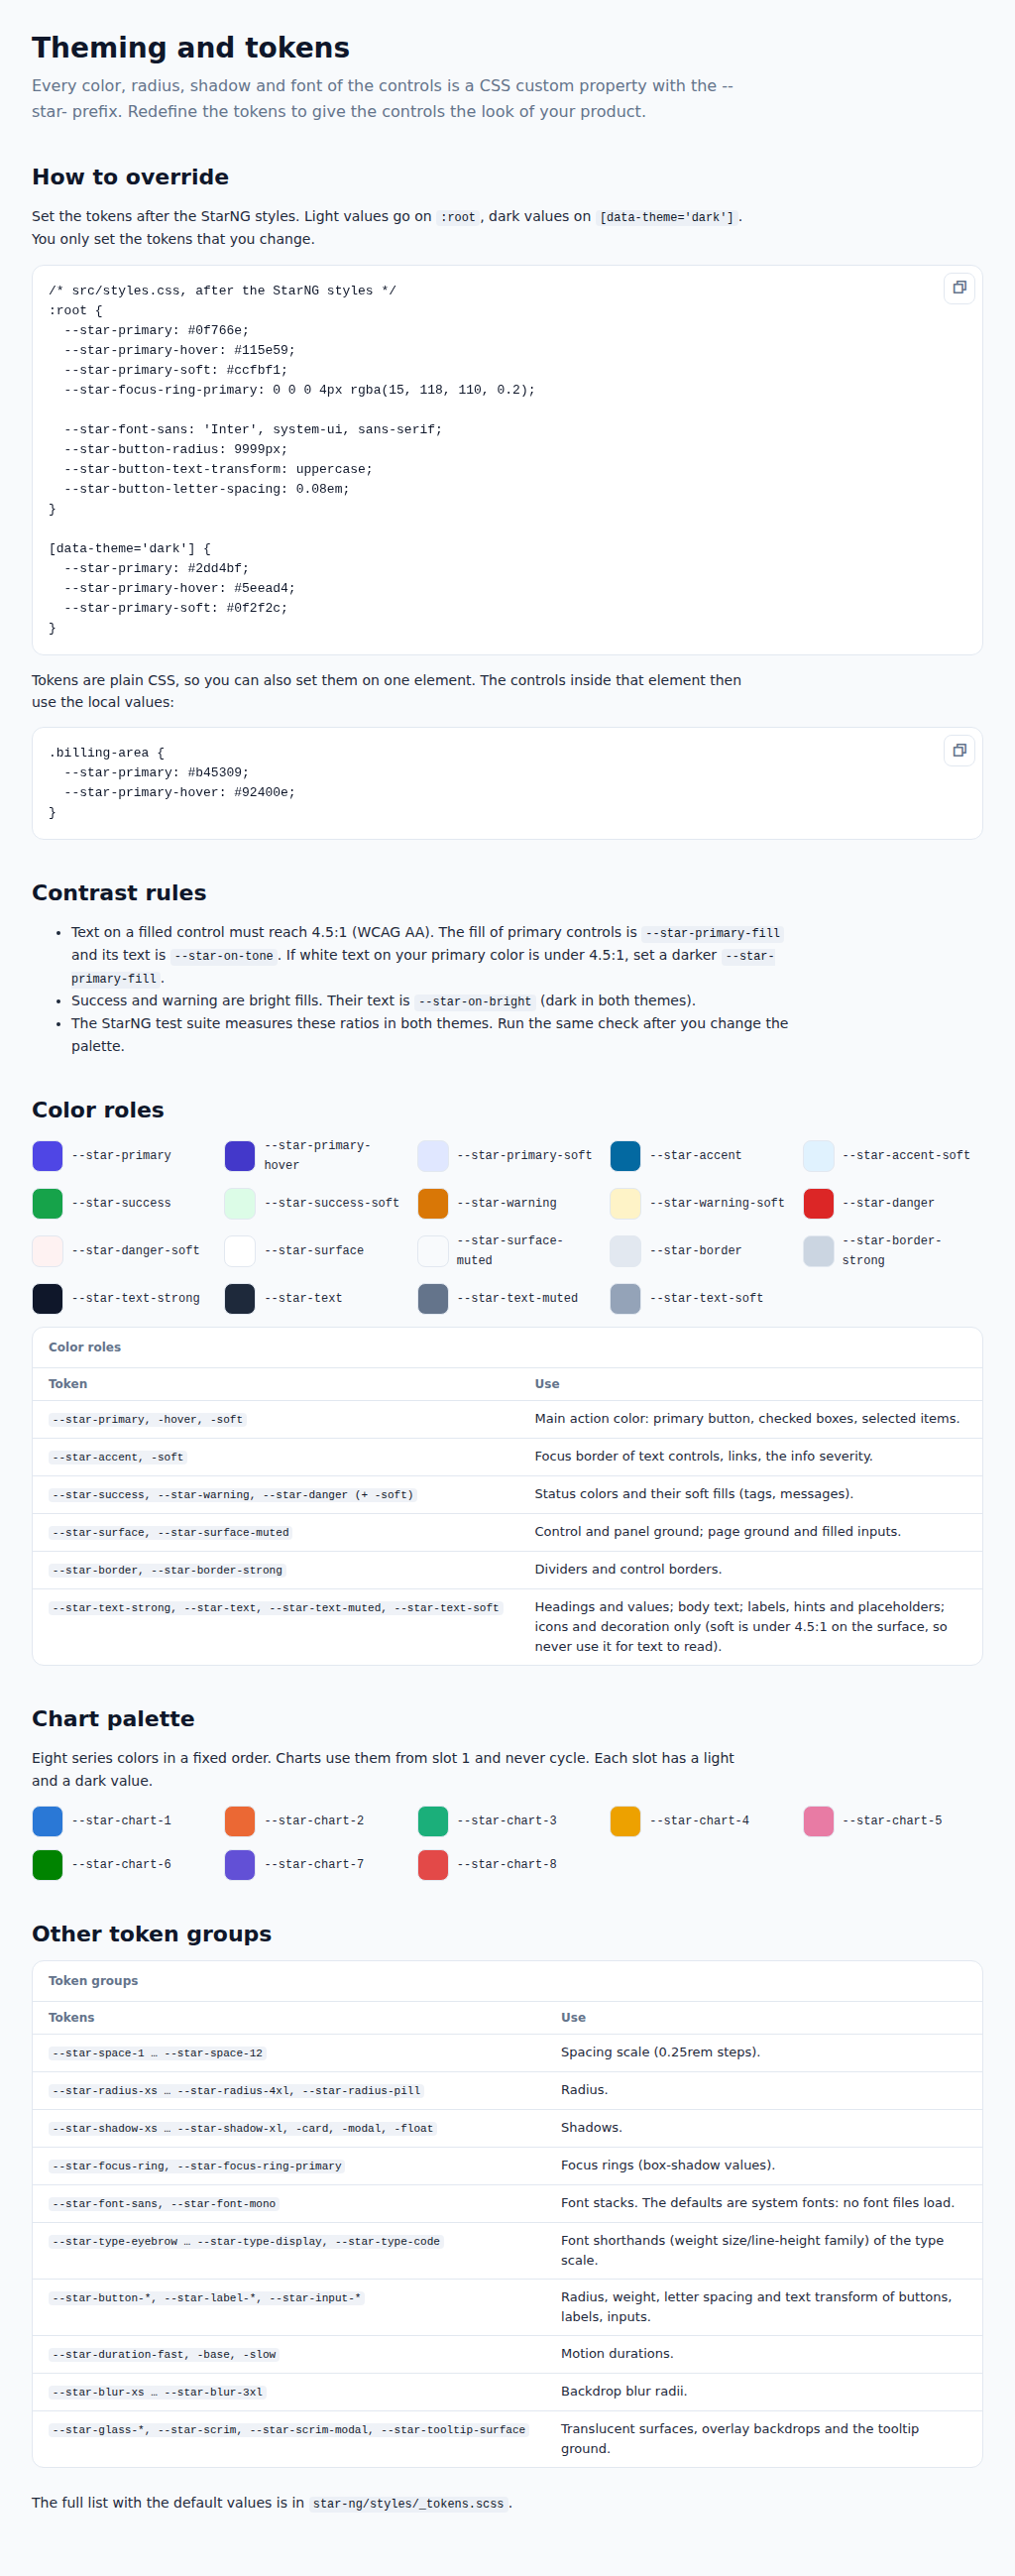 Theming and tokens
Every color, radius, shadow and font of the controls is a CSS custom property with the --
star- prefix. Redefine the tokens to give the controls the look of your product.
How to override
Set the tokens after the StarNG styles. Light values go on :root, dark values on [data-theme='dark'].
You only set the tokens that you change.
/* src/styles.css, after the StarNG styles */
:root {
  --star-primary: #0f766e;
  --star-primary-hover: #115e59;
  --star-primary-soft: #ccfbf1;
  --star-focus-ring-primary: 0 0 0 4px rgba(15, 118, 110, 0.2);
  --star-font-sans: 'Inter', system-ui, sans-serif;
  --star-button-radius: 9999px;
  --star-button-text-transform: uppercase;
  --star-button-letter-spacing: 0.08em;
}
[data-theme='dark'] {
  --star-primary: #2dd4bf;
  --star-primary-hover: #5eead4;
  --star-primary-soft: #0f2f2c;
}
Tokens are plain CSS, so you can also set them on one element. The controls inside that element then
use the local values:
.billing-area {
  --star-primary: #b45309;
  --star-primary-hover: #92400e;
}
Contrast rules
• Text on a filled control must reach 4.5:1 (WCAG AA). The fill of primary controls is --star-primary-fill
and its text is --star-on-tone. If white text on your primary color is under 4.5:1, set a darker --star-
primary-fill.
• Success and warning are bright fills. Their text is --star-on-bright (dark in both themes).
• The StarNG test suite measures these ratios in both themes. Run the same check after you change the
palette.
Color roles
--star-primary
--star-primary-
hover
--star-primary-soft
--star-accent
--star-accent-soft
--star-success
--star-success-soft
--star-warning
--star-warning-soft
--star-danger
--star-danger-soft
--star-surface
--star-surface-
muted
--star-border
--star-border-
strong
--star-text-strong
--star-text
--star-text-muted
--star-text-soft
Color roles
Token Use
--star-primary, -hover, -soft Main action color: primary button, checked boxes, selected items.
--star-accent, -soft Focus border of text controls, links, the info severity.
--star-success, --star-warning, --star-danger (+ -soft) Status colors and their soft fills (tags, messages).
--star-surface, --star-surface-muted Control and panel ground; page ground and filled inputs.
--star-border, --star-border-strong Dividers and control borders.
--star-text-strong, --star-text, --star-text-muted, --star-text-soft Headings and values; body text; labels, hints and placeholders;
icons and decoration only (soft is under 4.5:1 on the surface, so
never use it for text to read).
Chart palette
Eight series colors in a fixed order. Charts use them from slot 1 and never cycle. Each slot has a light
and a dark value.
--star-chart-1
--star-chart-2
--star-chart-3
--star-chart-4
--star-chart-5
--star-chart-6
--star-chart-7
--star-chart-8
Other token groups
Token groups
Tokens Use
--star-space-1 … --star-space-12 Spacing scale (0.25rem steps).
--star-radius-xs … --star-radius-4xl, --star-radius-pill Radius.
--star-shadow-xs … --star-shadow-xl, -card, -modal, -float Shadows.
--star-focus-ring, --star-focus-ring-primary Focus rings (box-shadow values).
--star-font-sans, --star-font-mono Font stacks. The defaults are system fonts: no font files load.
--star-type-eyebrow … --star-type-display, --star-type-code Font shorthands (weight size/line-height family) of the type
scale.
--star-button-*, --star-label-*, --star-input-* Radius, weight, letter spacing and text transform of buttons,
labels, inputs.
--star-duration-fast, -base, -slow Motion durations.
--star-blur-xs … --star-blur-3xl Backdrop blur radii.
--star-glass-*, --star-scrim, --star-scrim-modal, --star-tooltip-surface Translucent surfaces, overlay backdrops and the tooltip
ground.
The full list with the default values is in star-ng/styles/_tokens.scss.